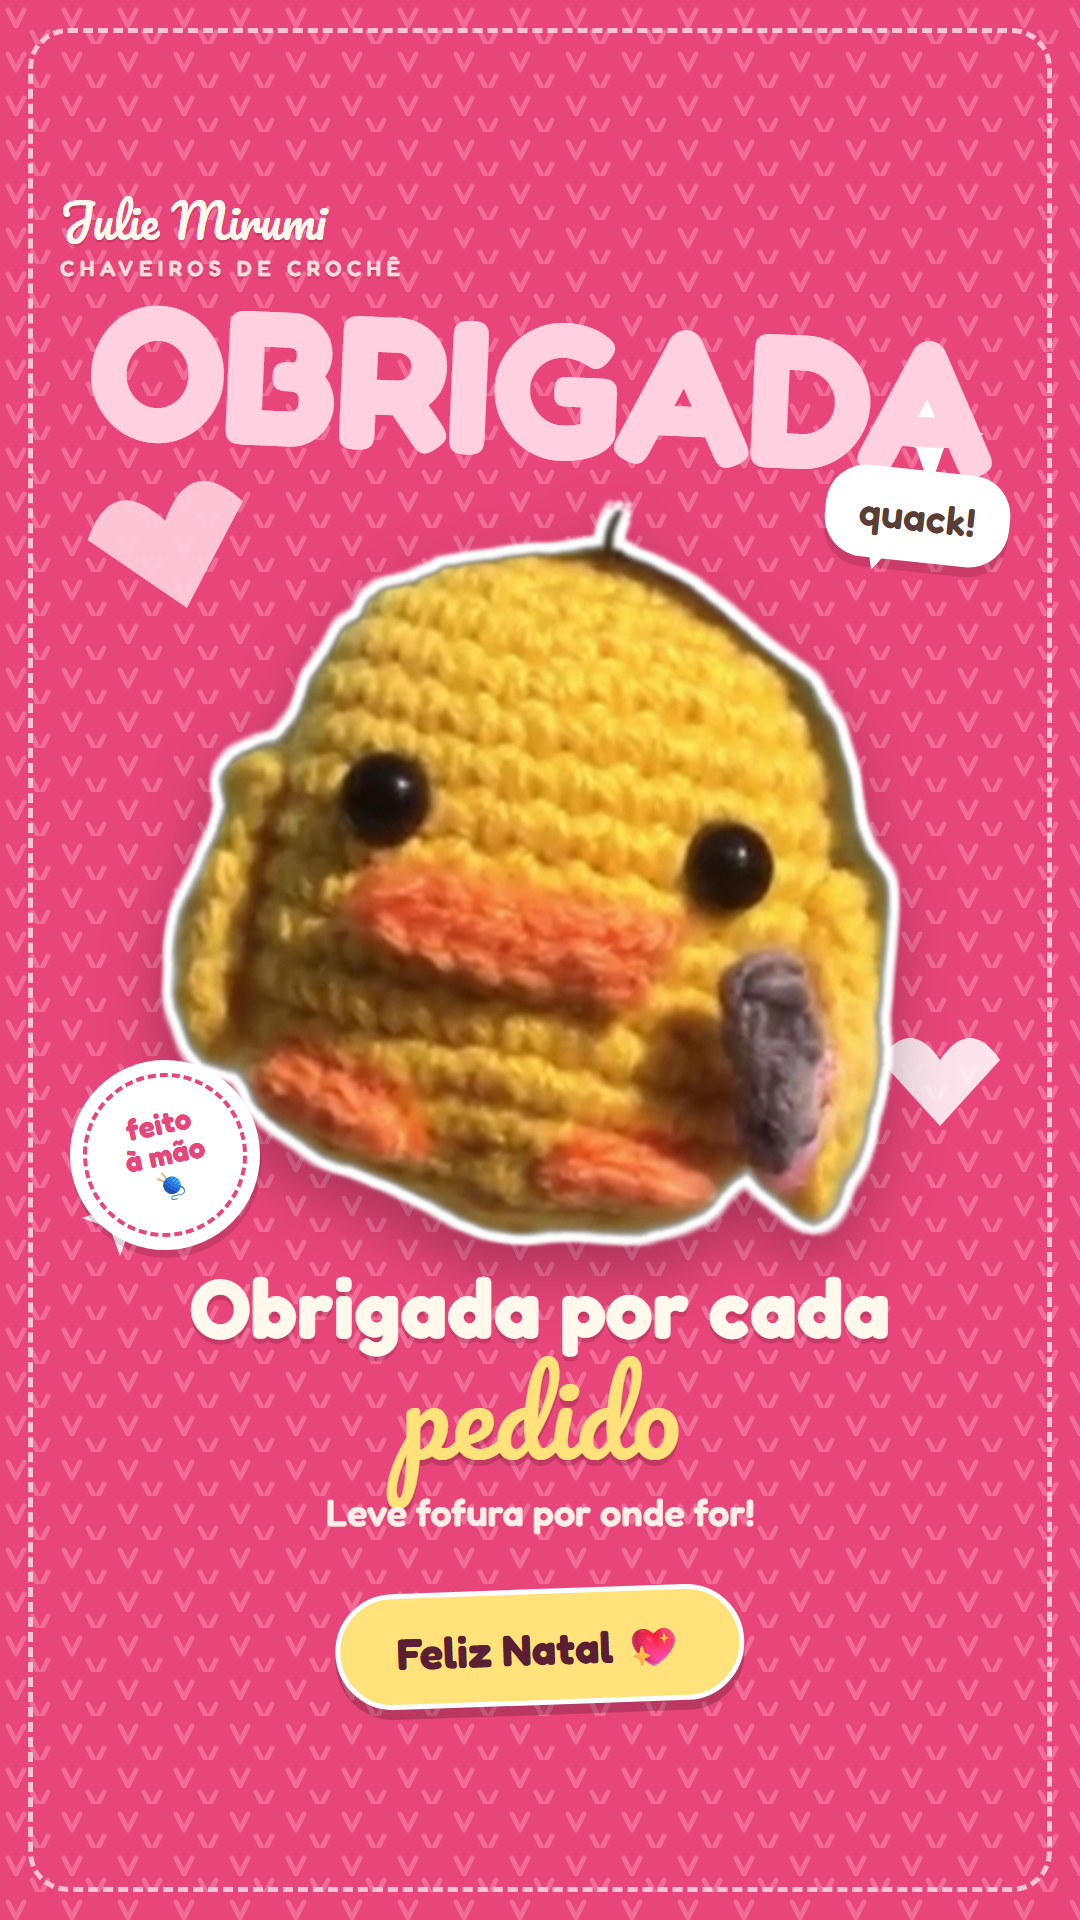 Julie Mirumi
CHAVEIROS DE CROCHÊ
OBRIGADA
quack!
feito
à mão
Obrigada por cada
pedido
Leve fofura por onde for!
Feliz Natal 💖